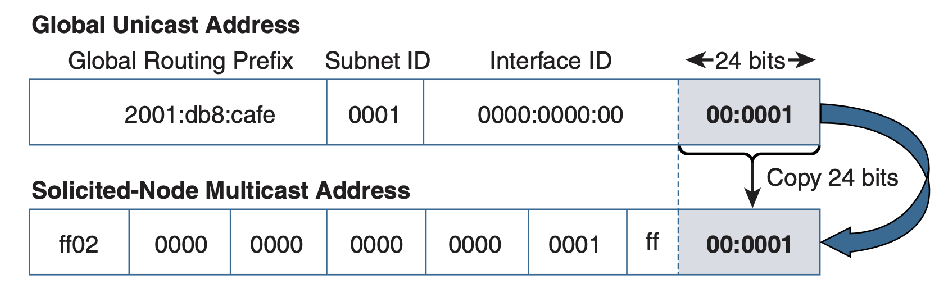 Global Unicast Address
Global Routing Prefix Subnet ID Interface ID 24 bits
2001:db8:cafe 0001 0000:0000:00 00:0001
Copy 24 bits
Solicited-Node Multicast Address
ff02 0000 0000 0000 0000 0001 ff 00:0001